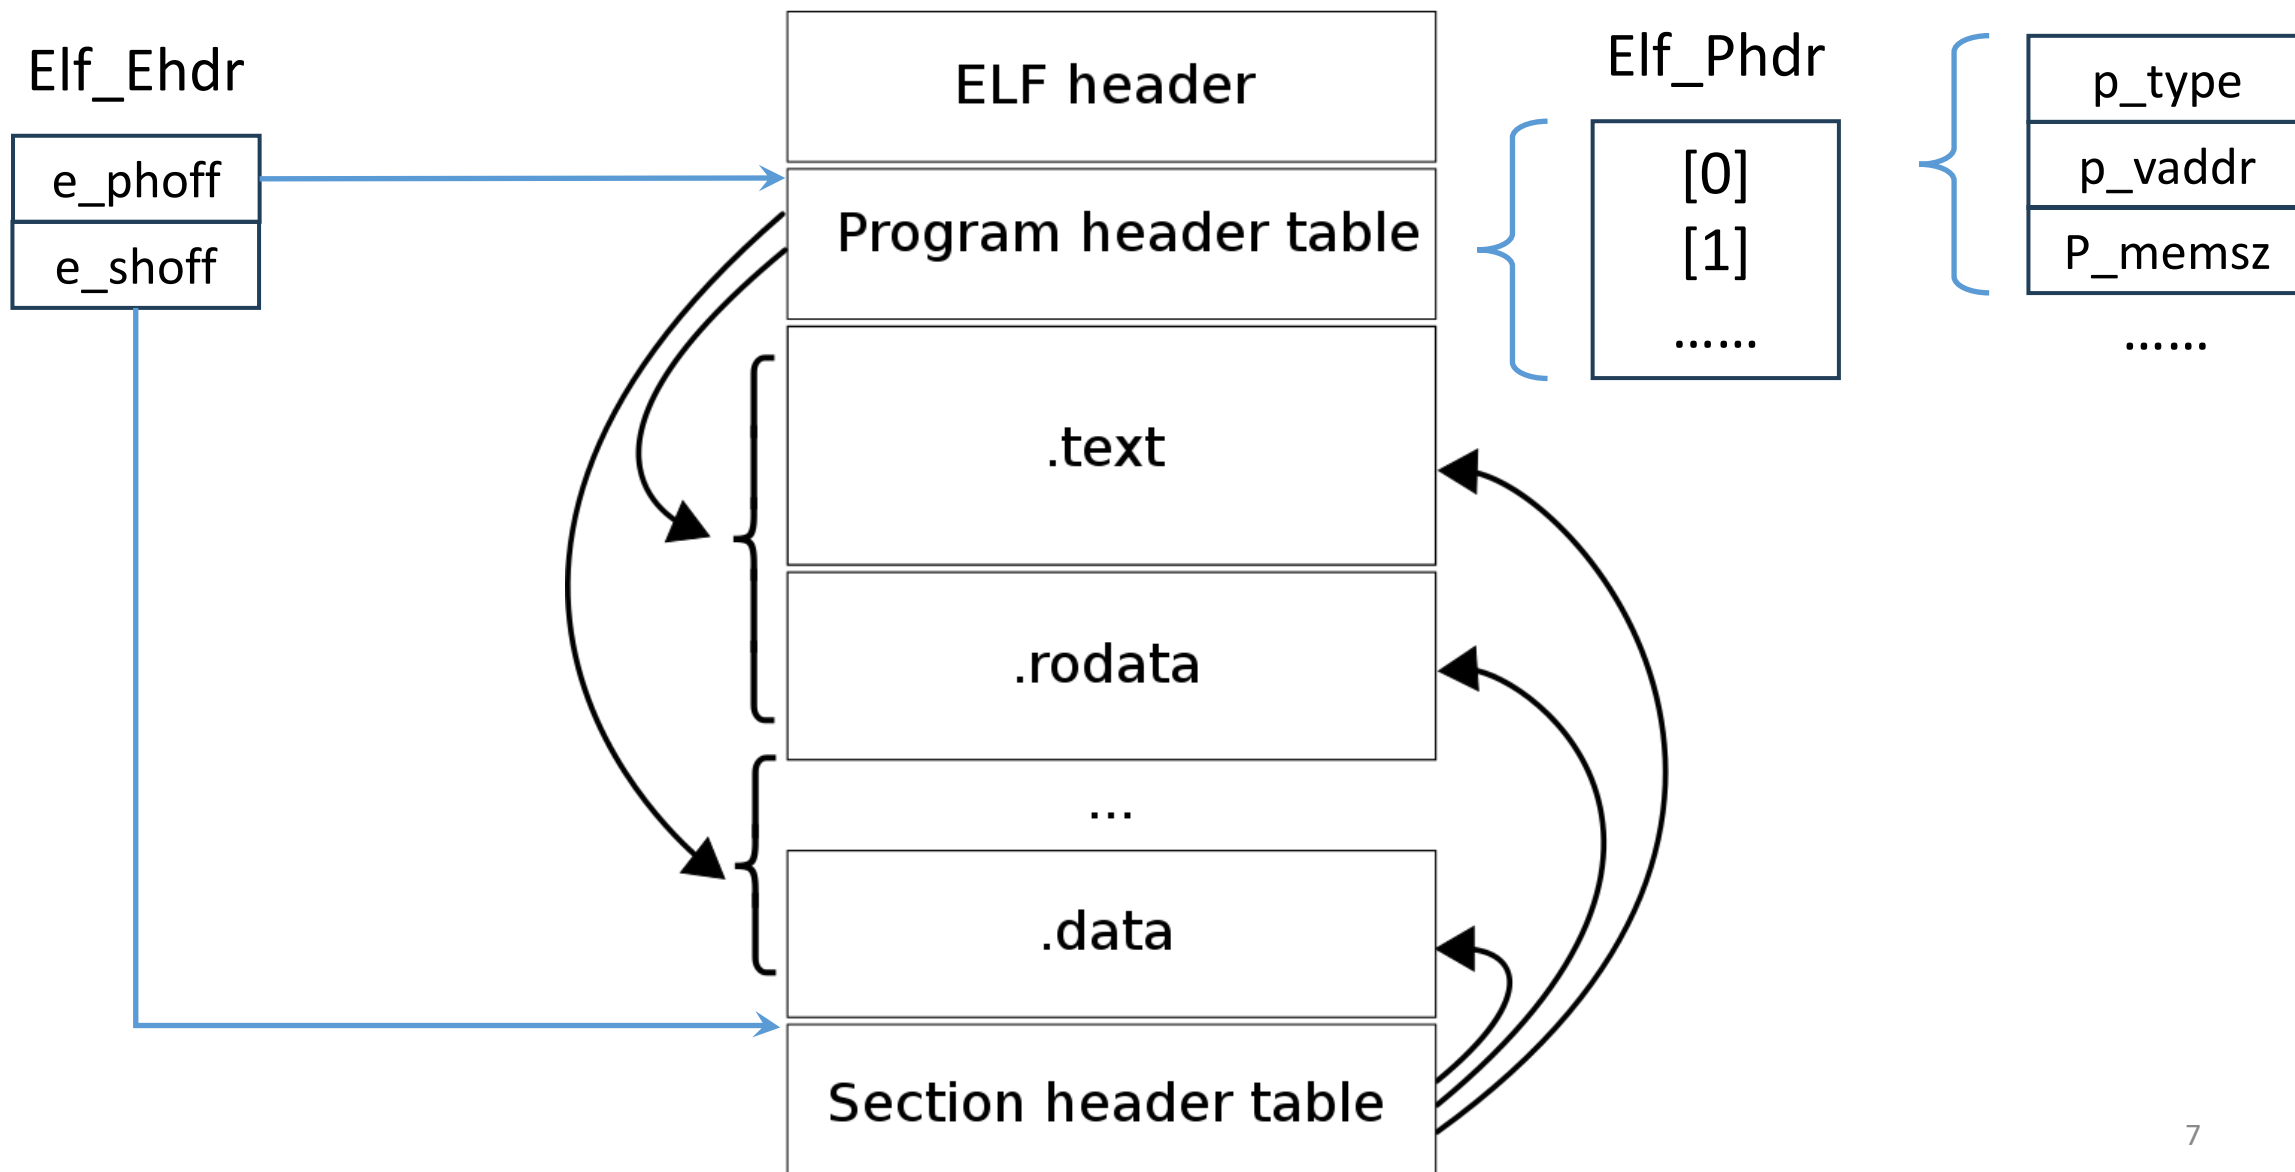 Elf_Ehdr
e_phoff
e_shoff
ELF header
Program header table
.text
.rodata
...
.data
Section header table
Elf_Phdr
[0]
[1]
......
p_type
p_vaddr
P_memsz
......
7